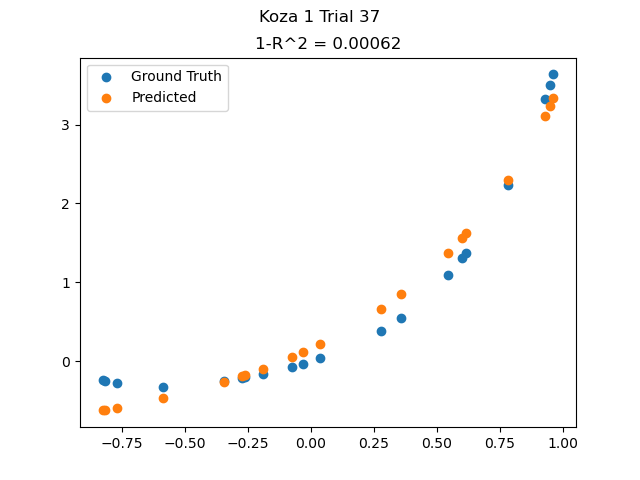 Koza 1 Trial 37
1-R^2 = 0.00062
Ground Truth
Predicted
3
2
1
0
−0.75 −0.50 −0.25 0.00 0.25 0.50 0.75 1.00